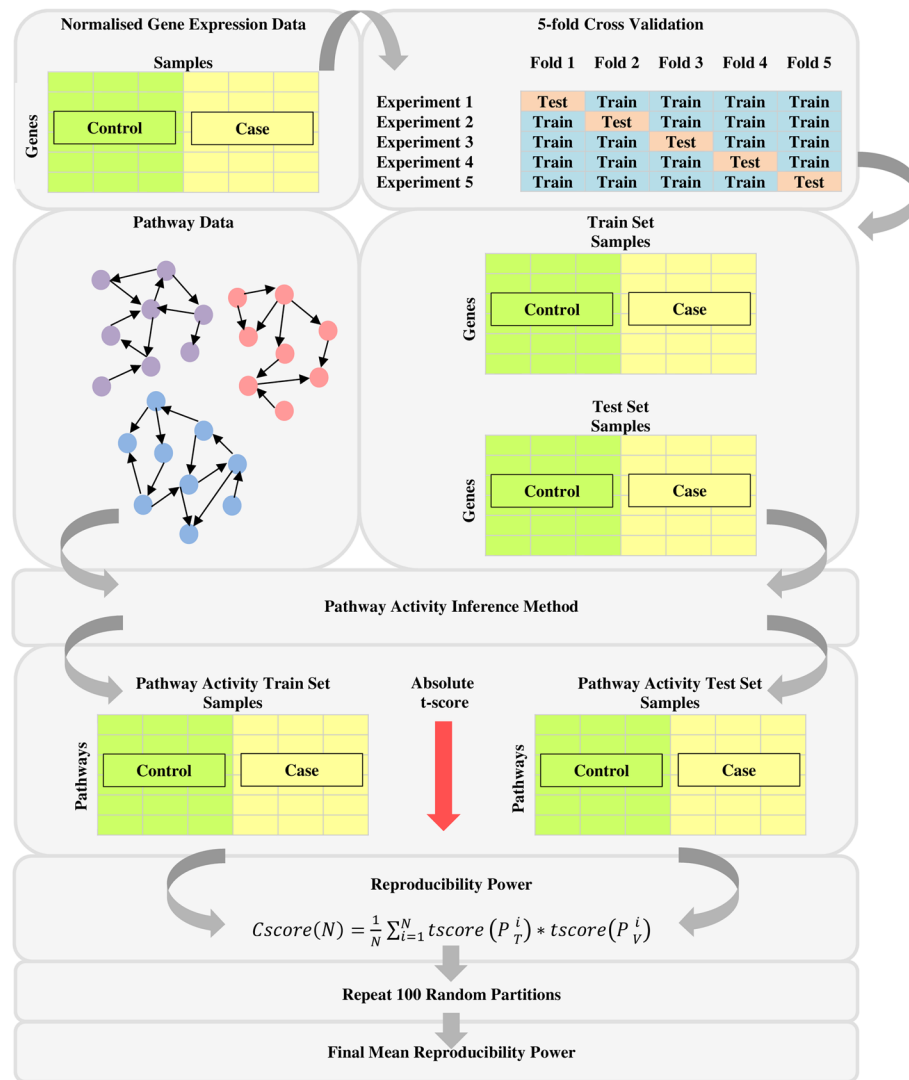 Normalised Gene Expression Data
Samples
Genes
Control
Case
5-fold Cross Validation
Fold 1 Fold 2 Fold 3 Fold 4 Fold 5
Experiment 1 Test Train Train Train Train
Experiment 2 Train Test Train Train Train
Experiment 3 Train Train Test Train Train
Experiment 4 Train Train Train Test Train
Experiment 5 Train Train Train Train Test
Pathway Data
Train Set
Samples
Genes
Control
Case
Test Set
Samples
Genes
Control
Case
Pathway Activity Inference Method
Pathway Activity Train Set
Samples
Pathways
Control
Case
Absolute
t-score
Pathway Activity Test Set
Samples
Pathways
Control
Case
Reproducibility Power
Cscore(N) = \frac{1}{N} \sum_{i=1}^{N} tscore(P_T^i) * tscore(P_V^i)
Repeat 100 Random Partitions
Final Mean Reproducibility Power